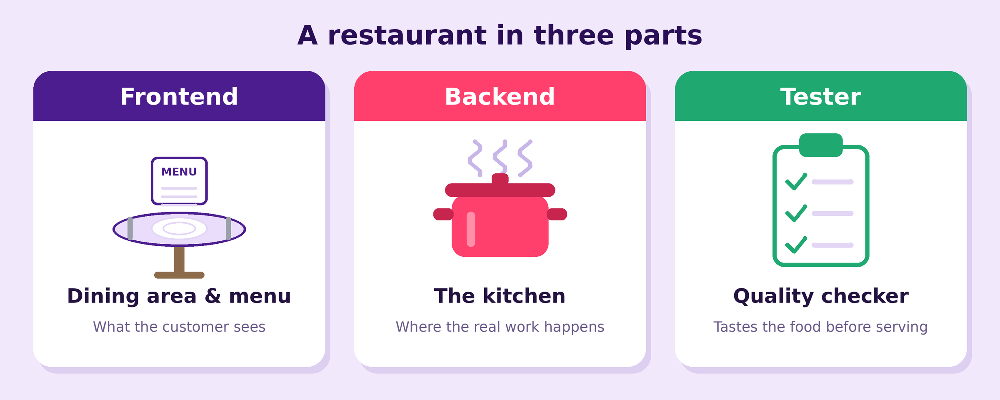 A restaurant in three parts
Frontend
MENU
Dining area & menu
What the customer sees
Backend
The kitchen
Where the real work happens
Tester
Quality checker
Tastes the food before serving